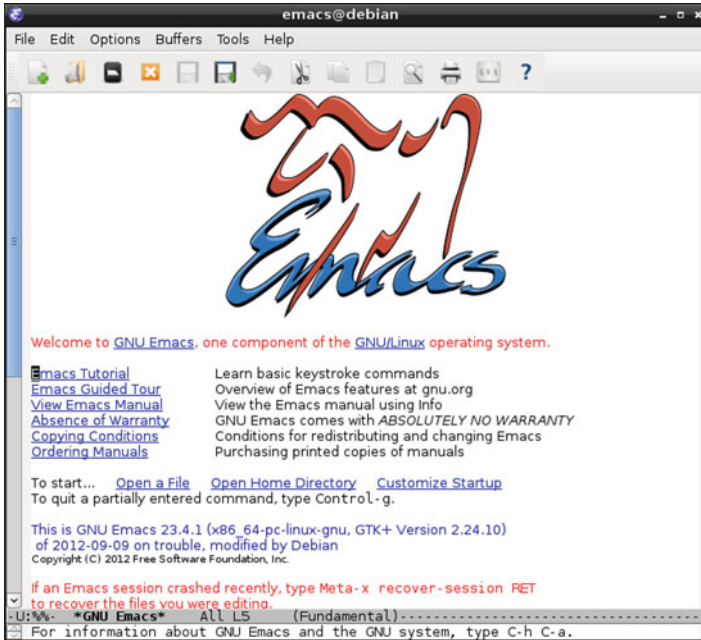 emacs@debian
File Edit Options Buffers Tools Help
Emacs
Welcome to GNU Emacs, one component of the GNU/Linux operating system.
Emacs Tutorial Learn basic keystroke commands
Emacs Guided Tour Overview of Emacs features at gnu.org
View Emacs Manual View the Emacs manual using Info
Absence of Warranty GNU Emacs comes with ABSOLUTELY NO WARRANTY
Copying Conditions Conditions for redistributing and changing Emacs
Ordering Manuals Purchasing printed copies of manuals
To start... Open a File Open Home Directory Customize Startup
To quit a partially entered command, type Control-g.
This is GNU Emacs 23.4.1 (x86_64-pc-linux-gnu, GTK+ Version 2.24.10)
of 2012-09-09 on trouble, modified by Debian
Copyright (C) 2012 Free Software Foundation, Inc.
If an Emacs session crashed recently, type Meta-x recover-session RET
to recover the files you were editing.
-U:%%- *GNU Emacs* All L5 (Fundamental)-----------------------------------
For information about GNU Emacs and the GNU system, type C-h C-a.